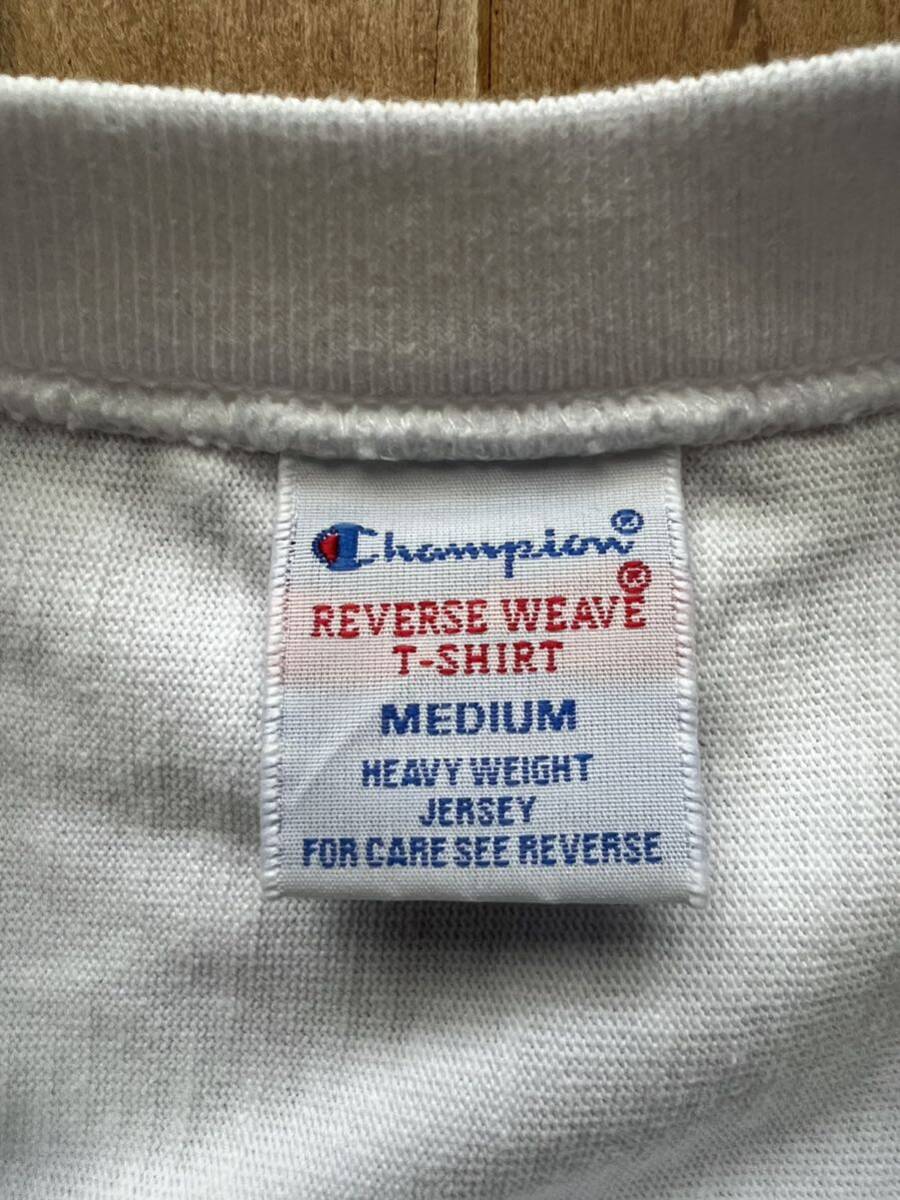 Champion®
REVERSE WEAVE®
T-SHIRT
MEDIUM
HEAVY WEIGHT
JERSEY
FOR CARE SEE REVERSE